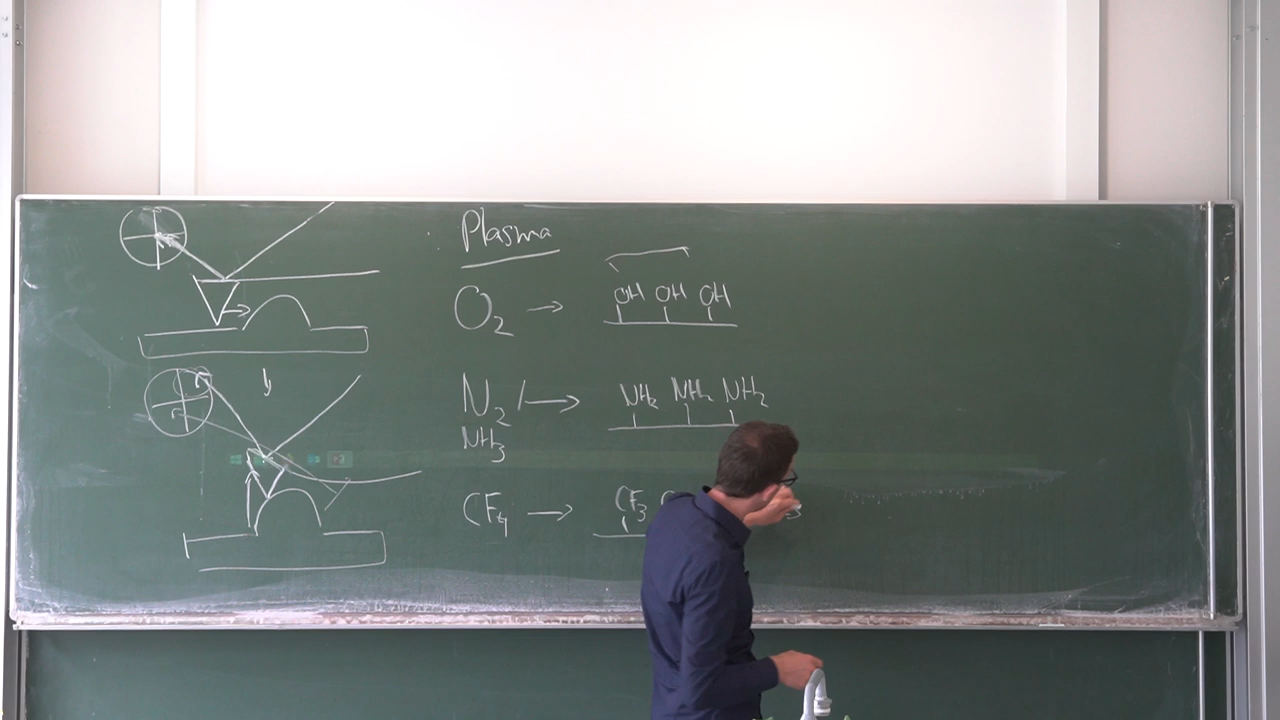 Plasma
OH OH OH
O₂ →
NH₂ NH₂ NH₂
N₂ / →
NH₃
CF₄ → CF₃